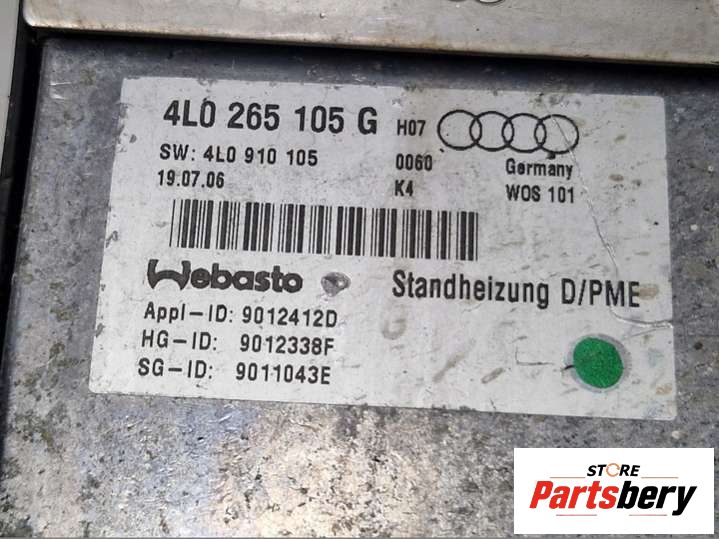 4L0 265 105 G H07
SW: 4L0 910 105 0060 Germany
19.07.06 K4 WOS 101
Webasto Standheizung D/PME
Appl-ID: 9012412D
HG-ID: 9012338F
SG-ID: 9011043E
STORE
Partsbery